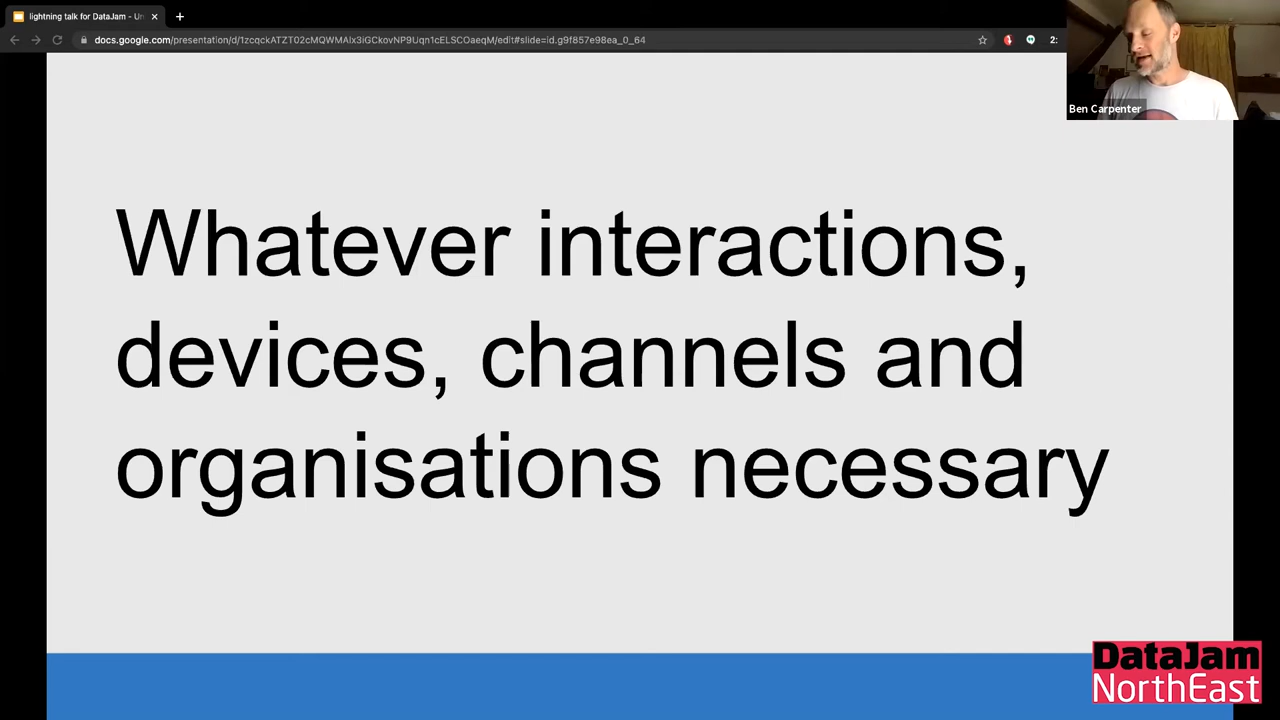 lightning talk for DataJam - Un
docs.google.com/presentation/d/1zcqckATZT02cMQWMAlx3iGCkovNP9Uqn1cELSCOaeqM/edit#slide=id.g9f857e98ea_0_64
2:
Ben Carpenter
Whatever interactions,
devices, channels and
organisations necessary
DataJam
NorthEast